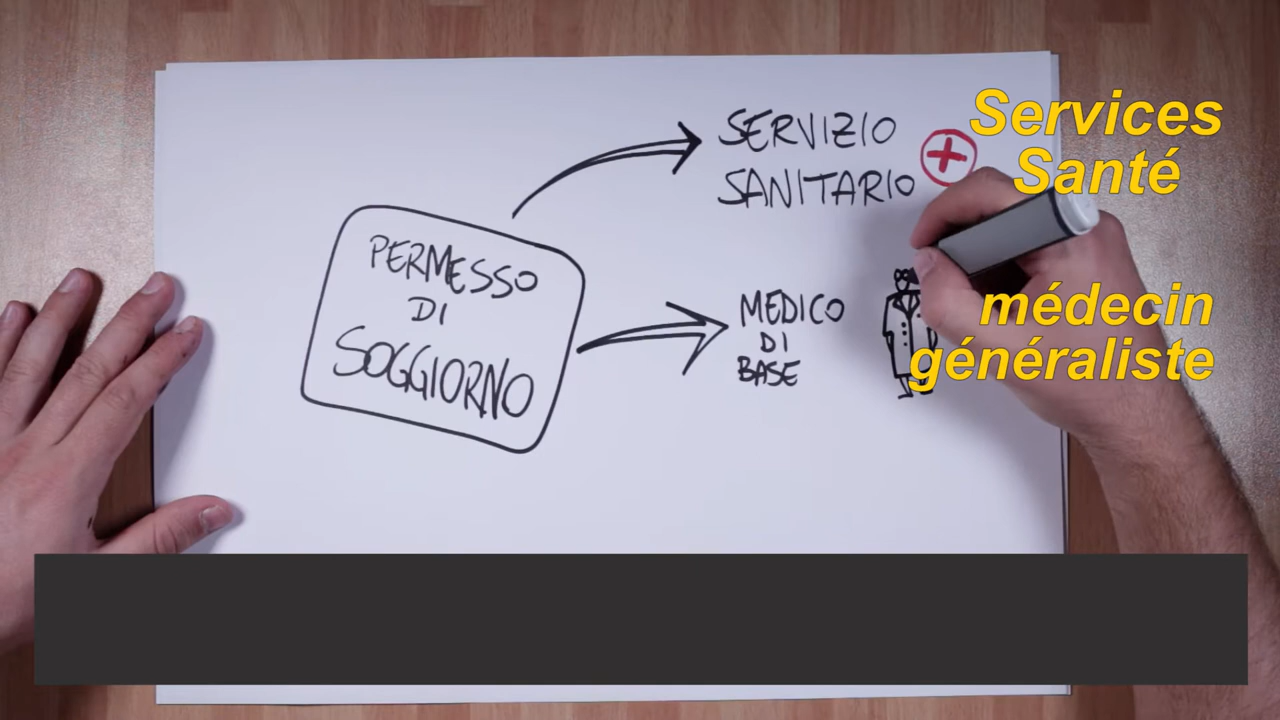 PERMESSO
DI
SOGGIORNO
SERVIZIO
SANITARIO
Services
Santé
MEDICO
DI
BASE
médecin
généraliste